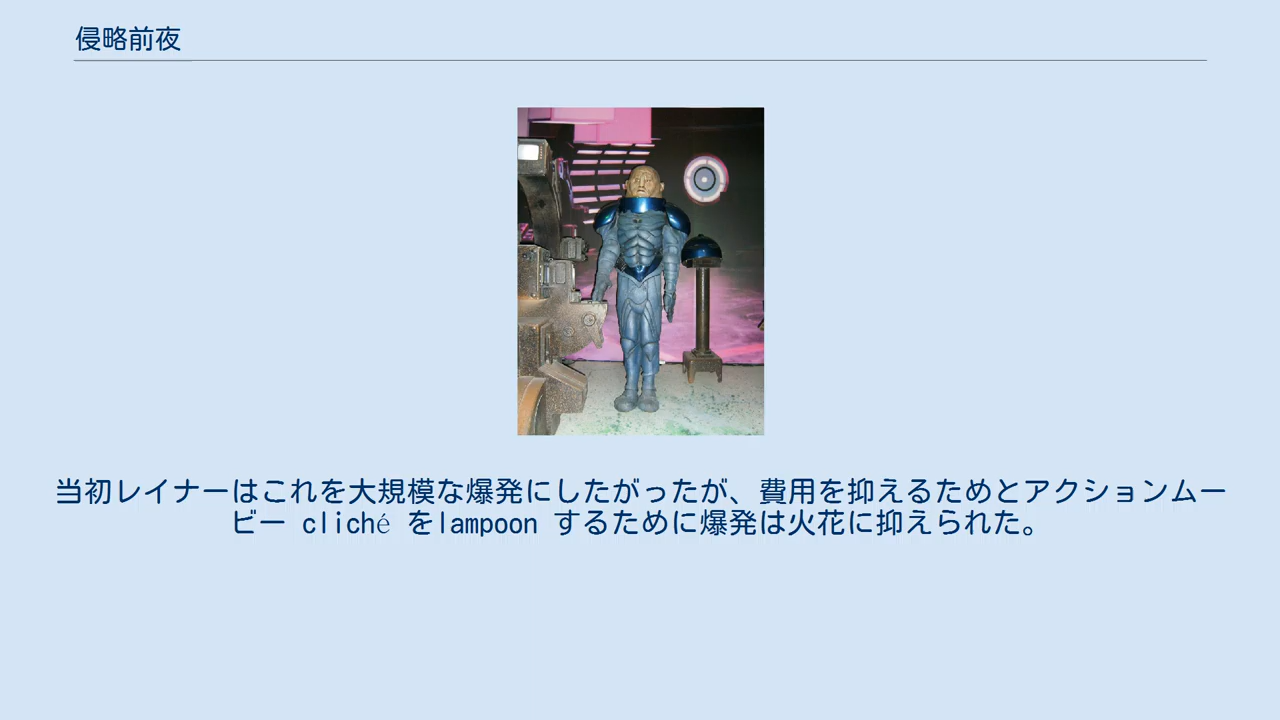 侵略前夜
当初レイナーはこれを大規模な爆発にしたがったが、費用を抑えるためとアクションムー
ビー cliché をlampoon するために爆発は火花に抑えられた。